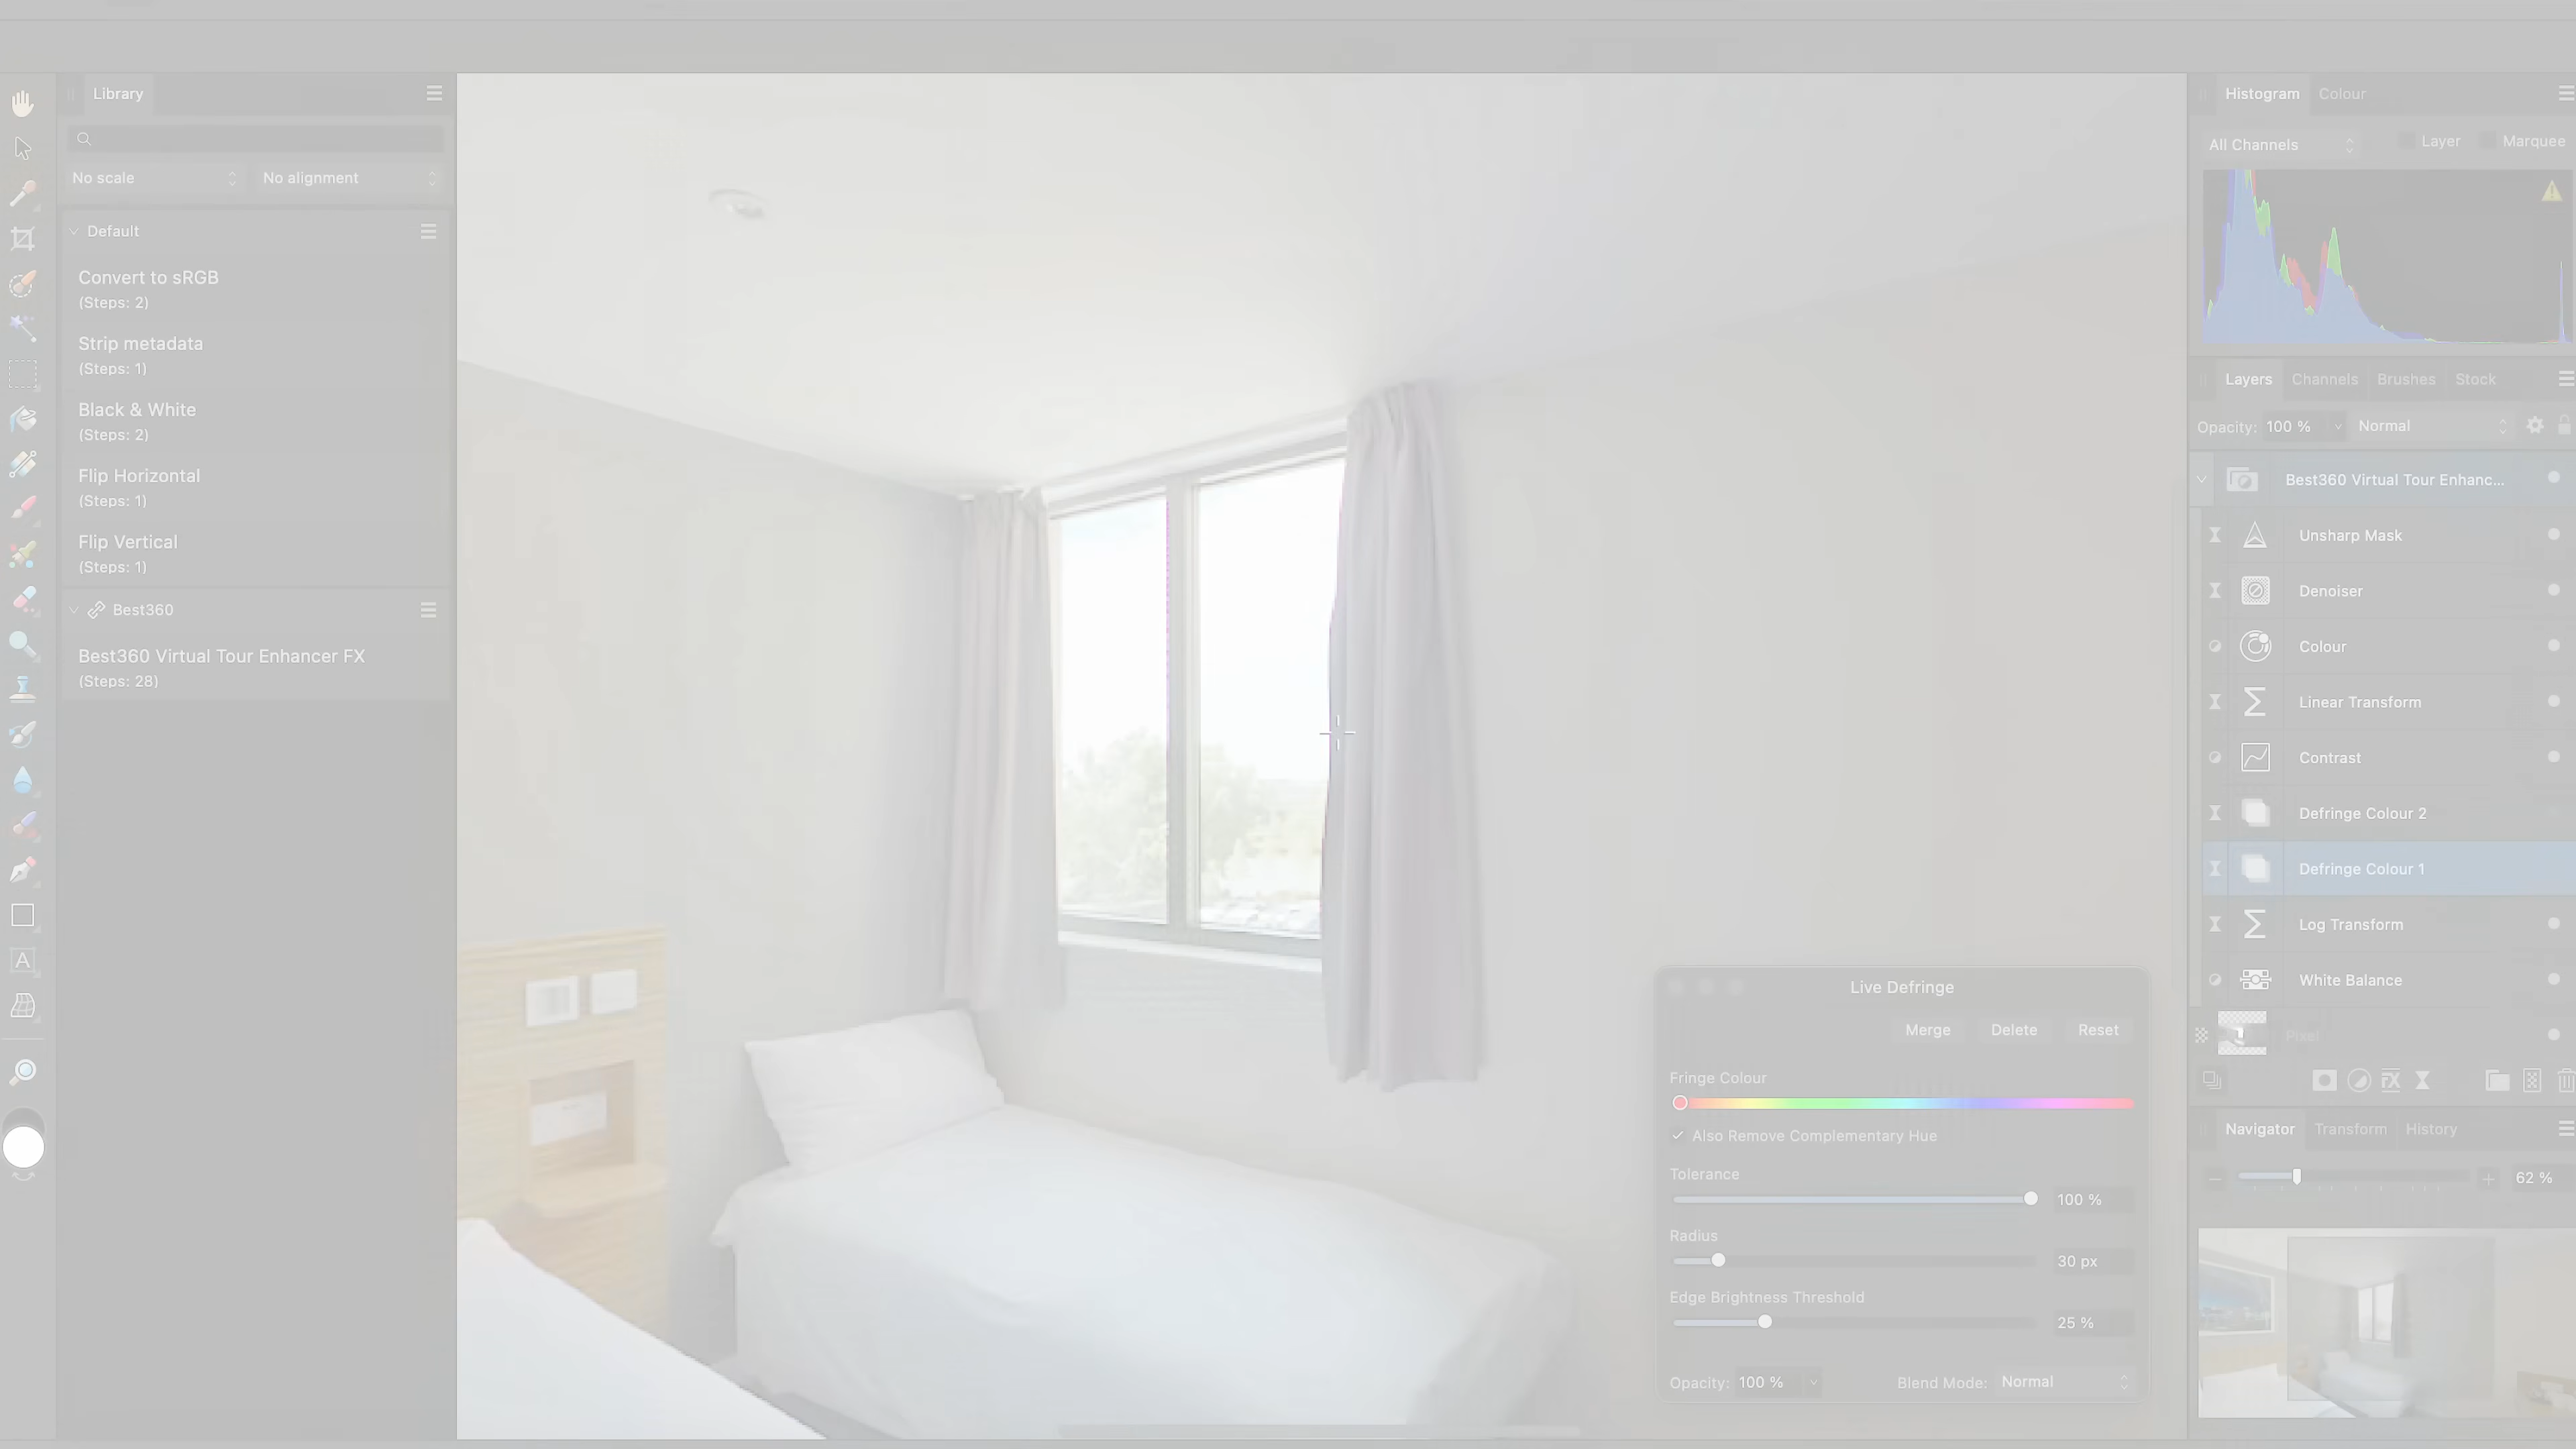 Library
No scale
No alignment
Default
Convert to sRGB
(Steps: 2)
Strip metadata
(Steps: 1)
Black & White
(Steps: 2)
Flip Horizontal
(Steps: 1)
Flip Vertical
(Steps: 1)
Best360
Best360 Virtual Tour Enhancer FX
(Steps: 28)
A
Live Defringe
Merge
Delete
Reset
Fringe Colour
Also Remove Complementary Hue
Tolerance
100 %
Radius
30 px
Edge Brightness Threshold
25 %
Opacity: 100 %
Blend Mode: Normal
Histogram
Colour
All Channels
Layer
Marquee
Layers
Channels
Brushes
Stock
Opacity: 100 %
Normal
Best360 Virtual Tour Enhanc...
Unsharp Mask
Denoiser
Colour
Linear Transform
Contrast
Defringe Colour 2
Defringe Colour 1
Log Transform
White Balance
Pixel
FX
Navigator
Transform
History
62 %